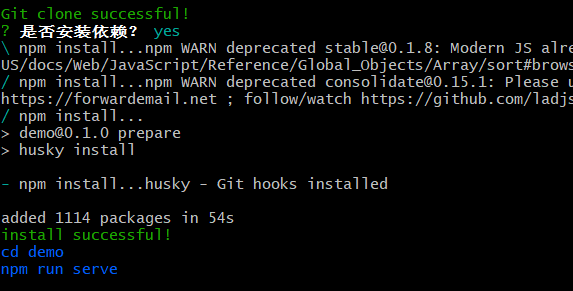 Git clone successful!
? 是否安装依赖? yes
\ npm install...npm WARN deprecated stable@0.1.8: Modern JS alre
US/docs/Web/JavaScript/Reference/Global_Objects/Array/sort#brows
/ npm install...npm WARN deprecated consolidate@0.15.1: Please u
https://forwardemail.net ; follow/watch https://github.com/ladjs
/ npm install...
> demo@0.1.0 prepare
> husky install
- npm install...husky - Git hooks installed
added 1114 packages in 54s
install successful!
cd demo
npm run serve